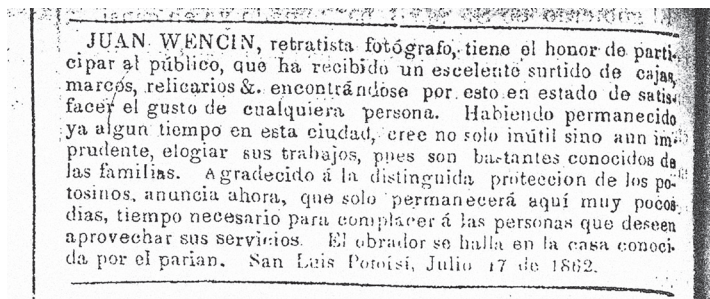 JUAN WENCIN, retratista fotógrafo, tiene el honor de parti-
cipar al público, que ha recibido un escelente surtido de cajas,
marcos, relicarios &. encontrándose por esto en estado de satis-
facer el gusto de cualquiera persona. Habiendo permanecido
ya algun tiempo en esta ciudad, cree no solo inútil sino aun im-
prudente, elogiar sus trabajos, pues son bastantes conocidos de
las familias. Agradecido á la distinguida proteccion de los po-
tosinos, anuncia ahora, que solo permanecerá aquí muy pocos
dias, tiempo necesario para complacer á las personas que deseen
aprovechar sus servicios. El obrador se halla en la casa conoci-
da por el parian. San Luis Potoisí, Julio 17 de 1862.